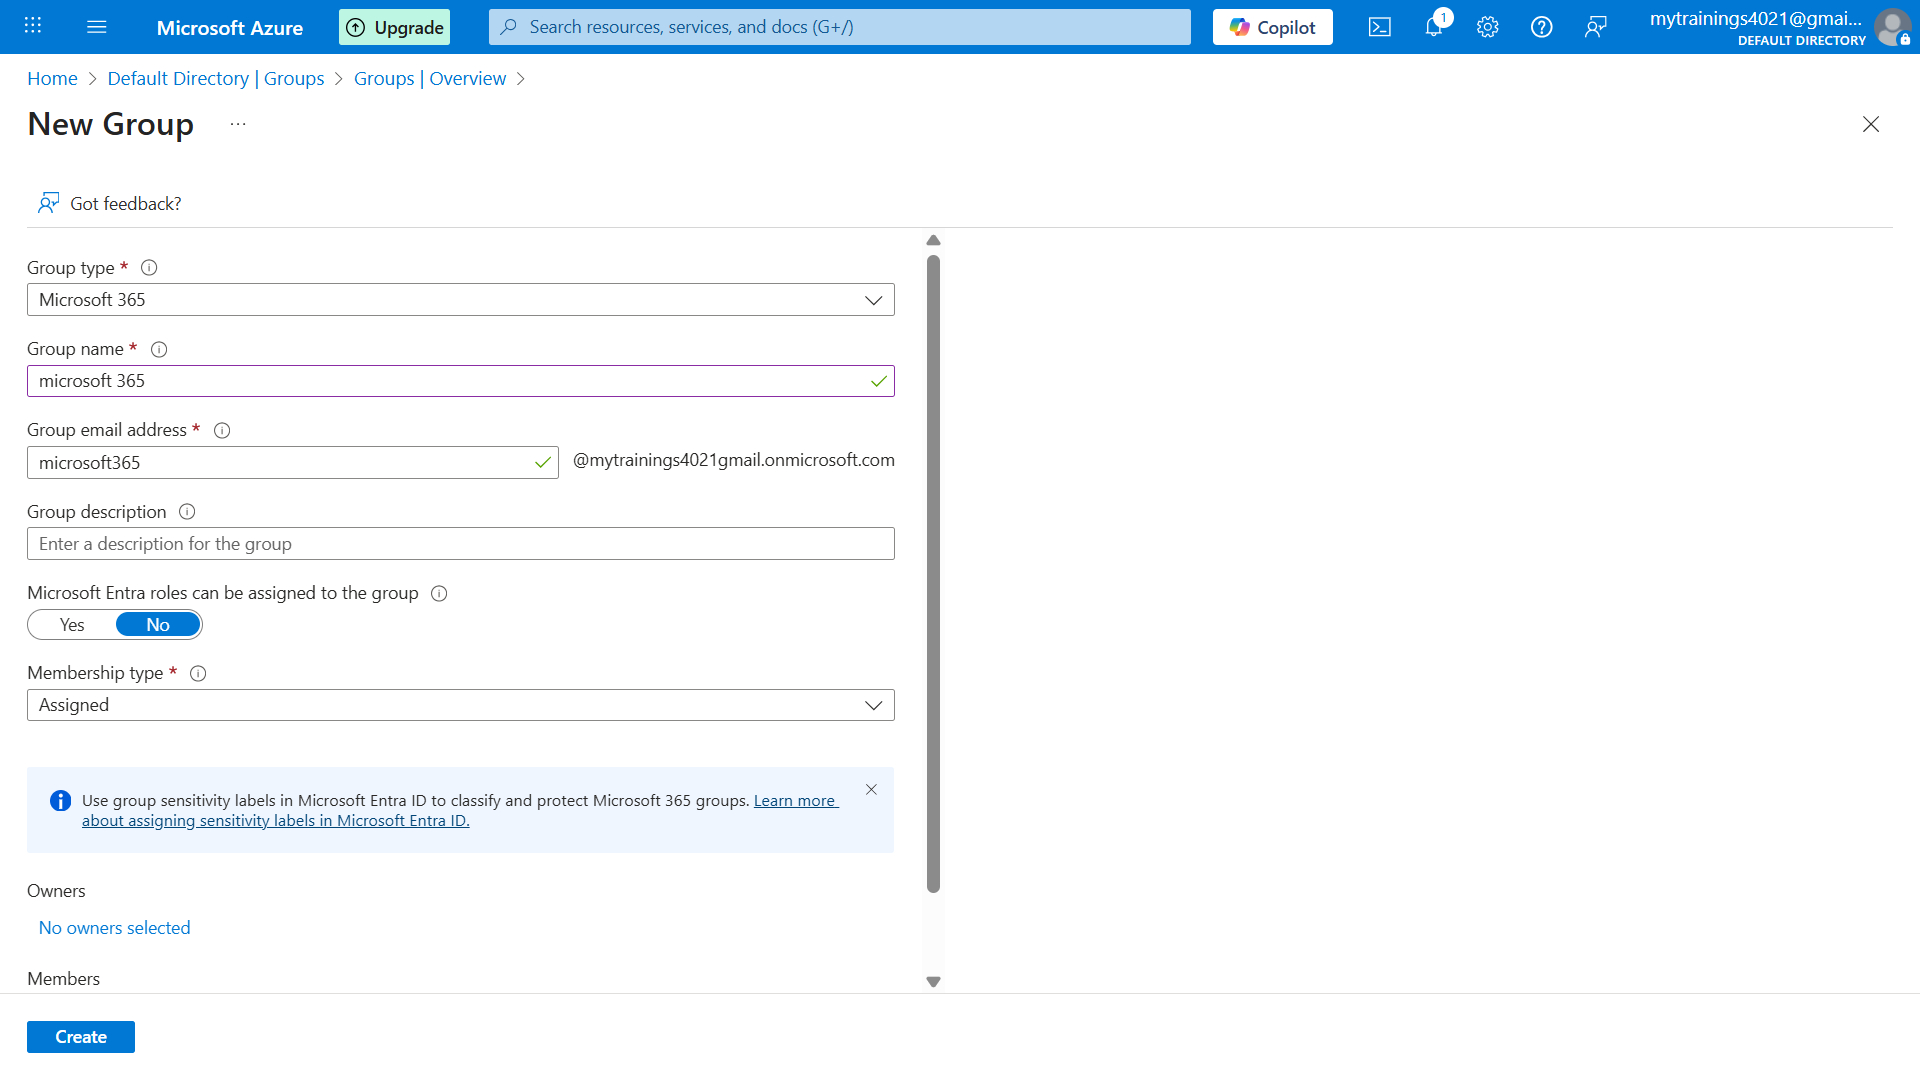 Microsoft Azure
Upgrade
Search resources, services, and docs (G+/)
Copilot
1
mytrainings4021@gmai...
DEFAULT DIRECTORY
Home > Default Directory | Groups > Groups | Overview >
New Group ...
Got feedback?
Group type *
Microsoft 365
Group name *
microsoft 365
Group email address *
microsoft365
@mytrainings4021gmail.onmicrosoft.com
Group description
Enter a description for the group
Microsoft Entra roles can be assigned to the group
Yes No
Membership type *
Assigned
Use group sensitivity labels in Microsoft Entra ID to classify and protect Microsoft 365 groups. Learn more
about assigning sensitivity labels in Microsoft Entra ID.
Owners
No owners selected
Members
Create